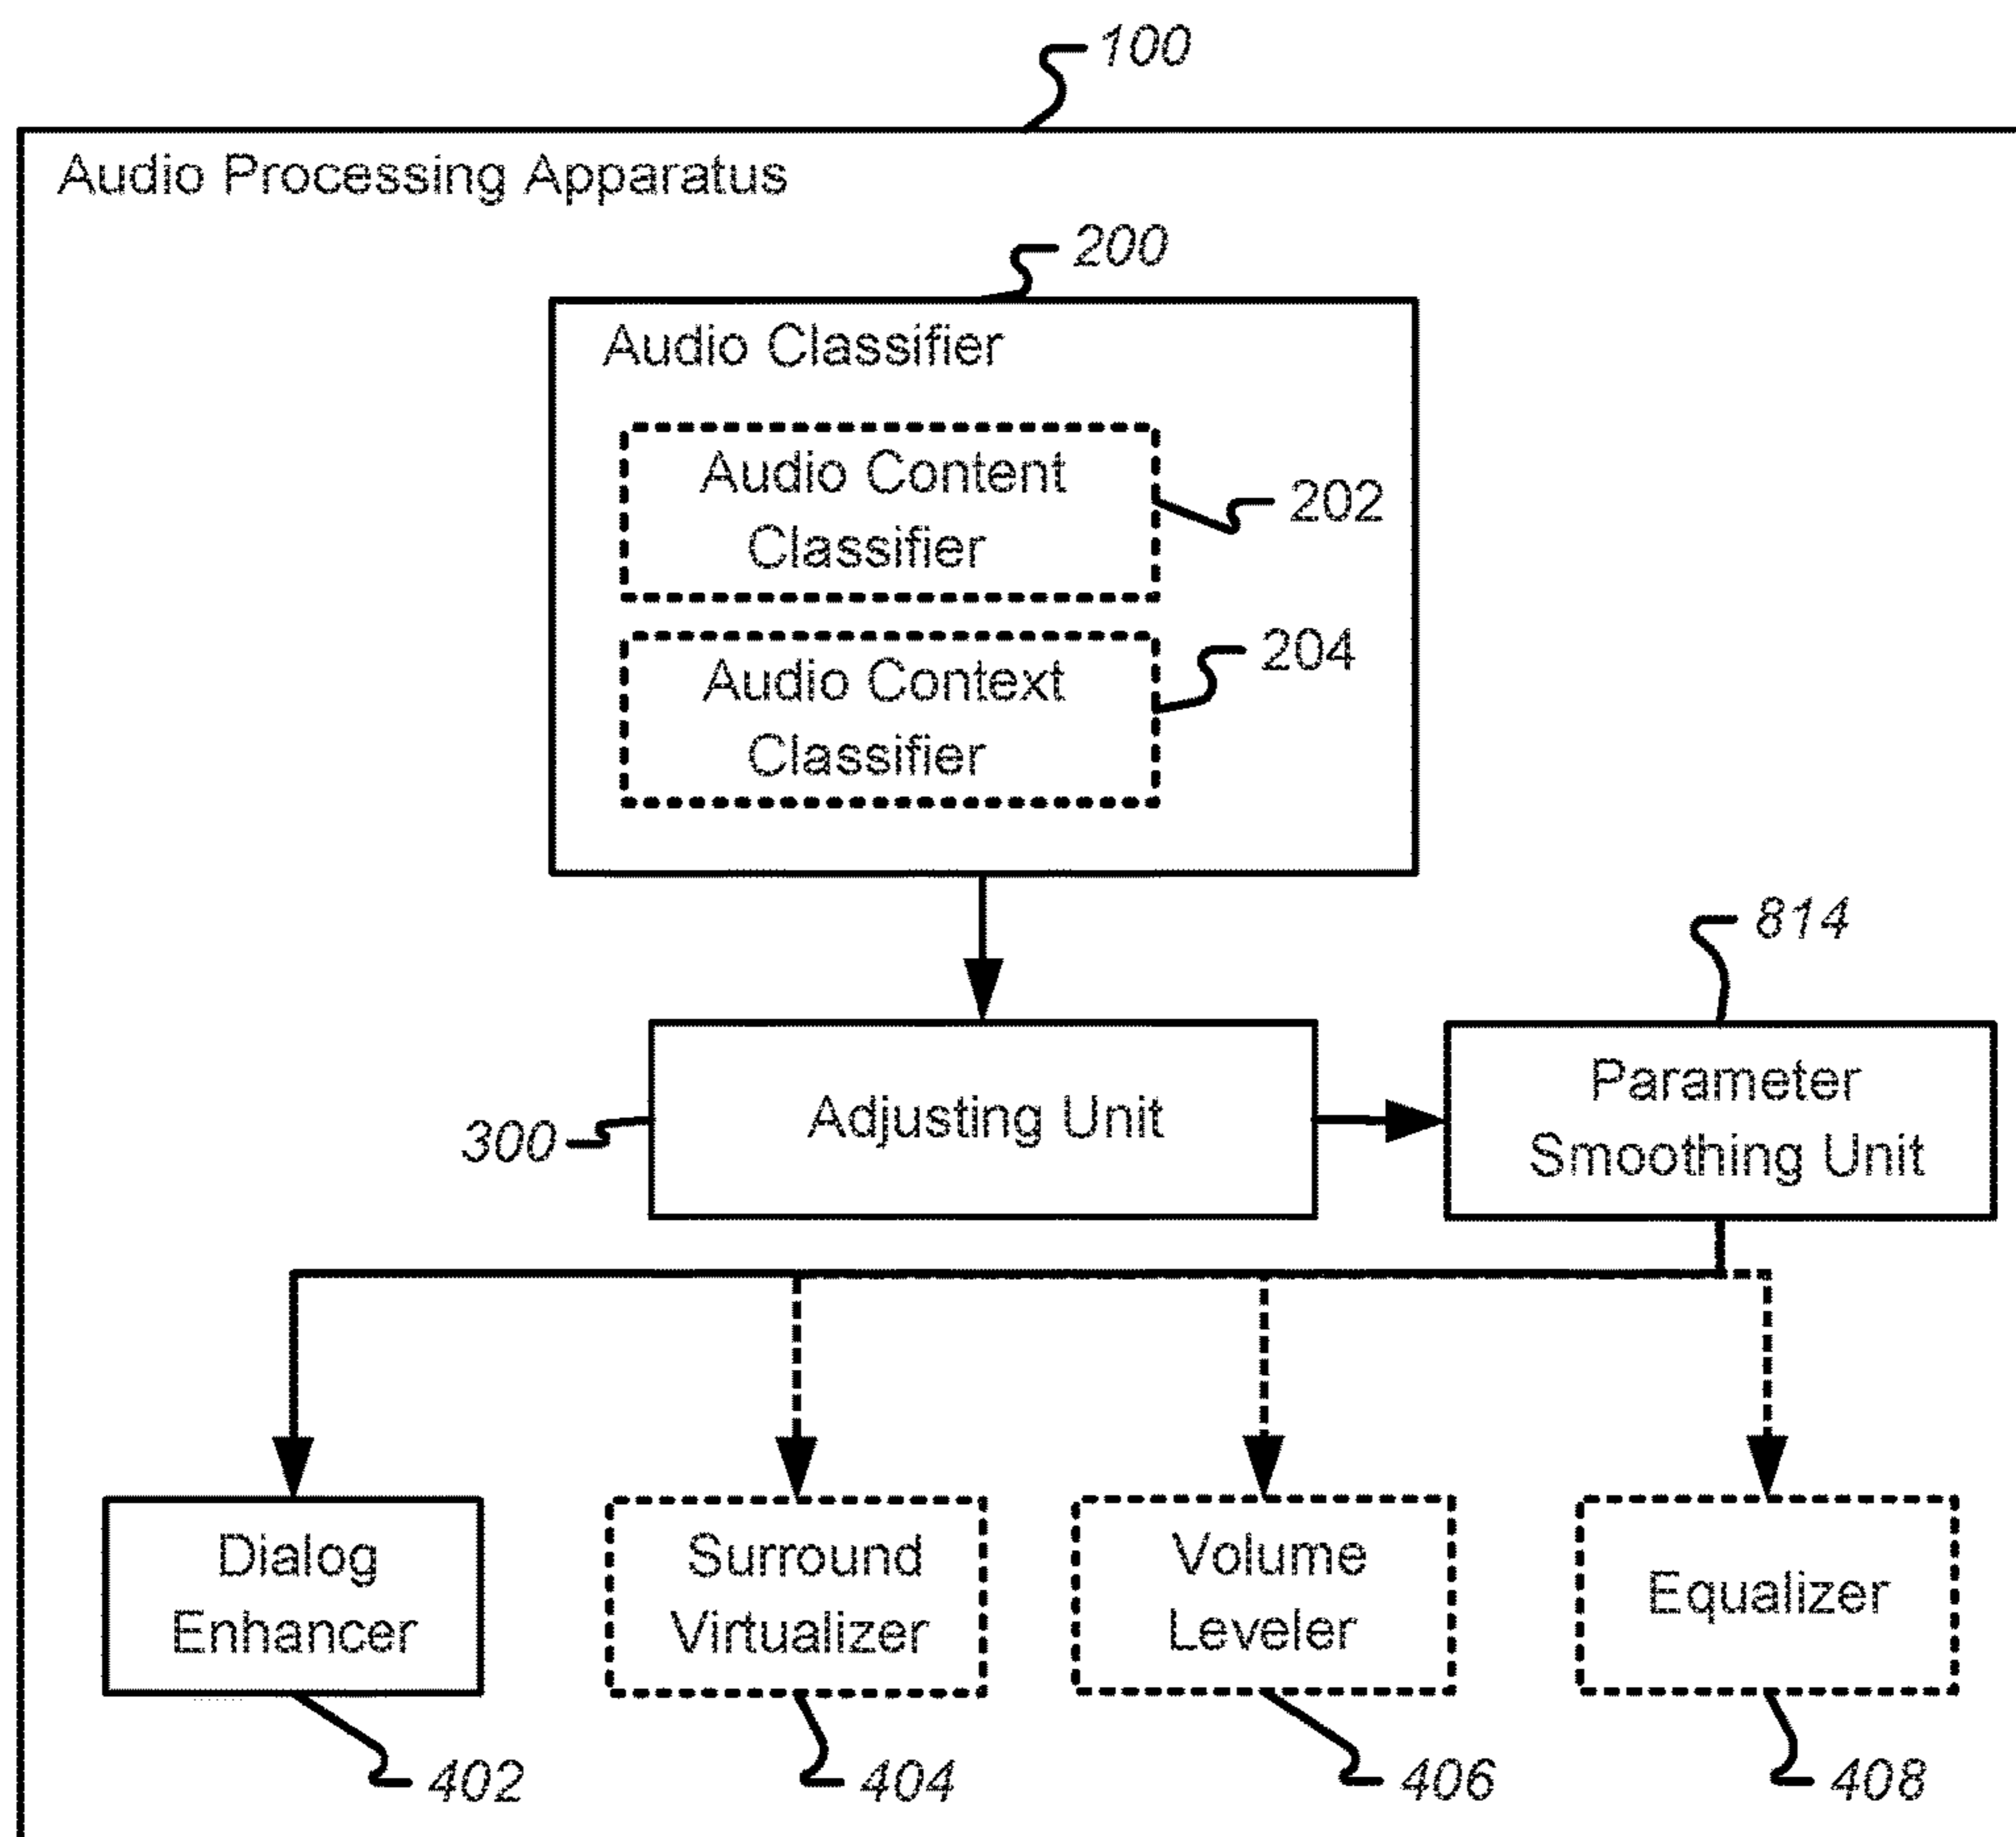 100
Audio Processing Apparatus
200
Audio Classifier
Audio Content
Classifier
202
Audio Context
Classifier
204
814
300
Adjusting Unit
Parameter
Smoothing Unit
Dialog
Enhancer
Surround
Virtualizer
Volume
Leveler
Equalizer
402
404
406
408